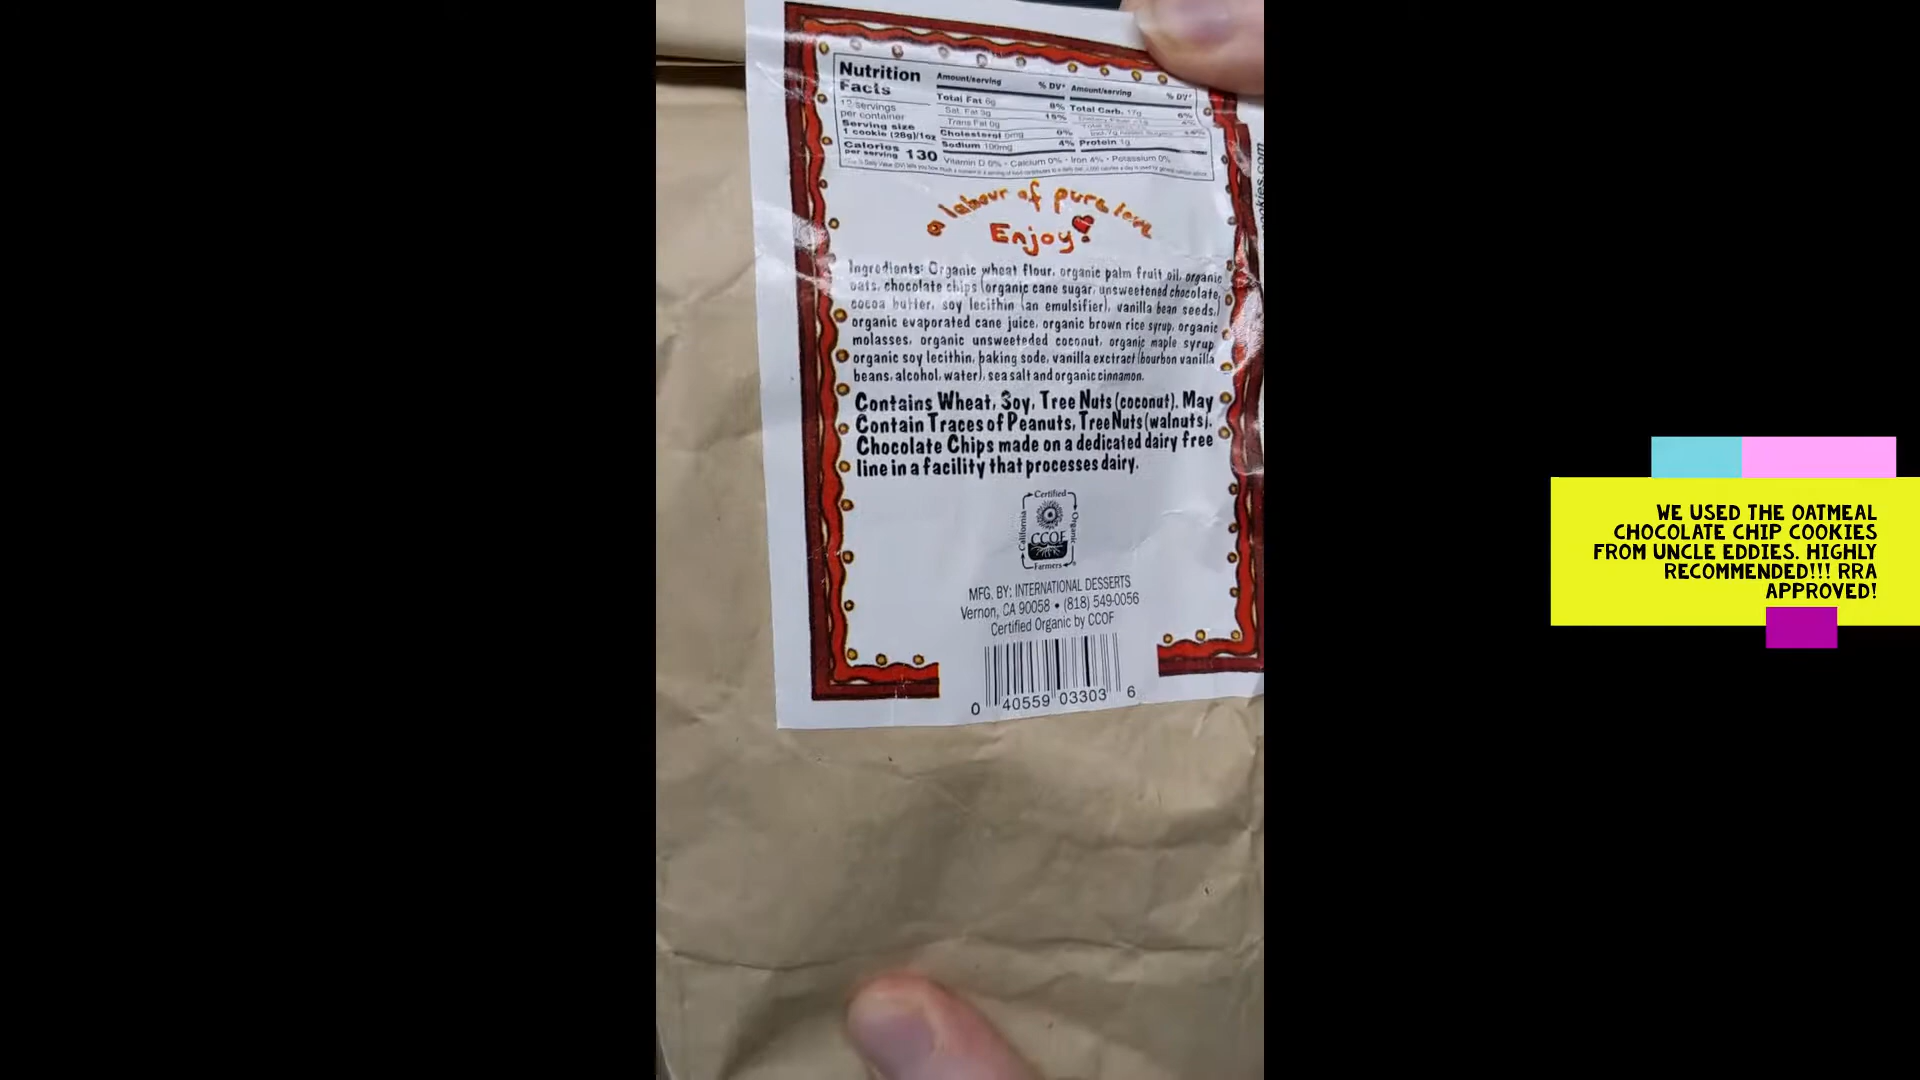 Nutrition
Facts
12 servings
per container
Serving size
1 cookie (28g)/1oz
Calories
per serving 130
Amount/serving % DV*
Total Fat 6g 8%
Sat. Fat 3g 15%
Trans Fat 0g
Cholesterol 0mg 0%
Sodium 100mg 4%
Amount/serving % DV*
Total Carb. 17g 6%
Protein 1g
Vitamin D 0% • Calcium 0% • Iron 4% • Potassium 0%
a labour of pure love
Enjoy!
Ingredients: Organic wheat flour, organic palm fruit oil, organic
oats, chocolate chips (organic cane sugar, unsweetened chocolate,
cocoa butter, soy lecithin (an emulsifier), vanilla bean seeds,)
organic evaporated cane juice, organic brown rice syrup, organic
molasses, organic unsweeteded coconut, organic maple syrup
organic soy lecithin, baking sode, vanilla exctract (bourbon vanilla
beans, alcohol, water), sea salt and organic cinnamon.
Contains Wheat, Soy, Tree Nuts (coconut). May
Contain Traces of Peanuts, Tree Nuts (walnuts).
Chocolate Chips made on a dedicated dairy free
line in a facility that processes dairy.
Certified
California
Organic
CCOF
Farmers
MFG. BY: INTERNATIONAL DESSERTS
Vernon, CA 90058 • (818) 549-0056
Certified Organic by CCOF
0 40559 03303 6
WE USED THE OATMEAL
CHOCOLATE CHIP COOKIES
FROM UNCLE EDDIES. HIGHLY
RECOMMENDED!!! RRA
APPROVED!